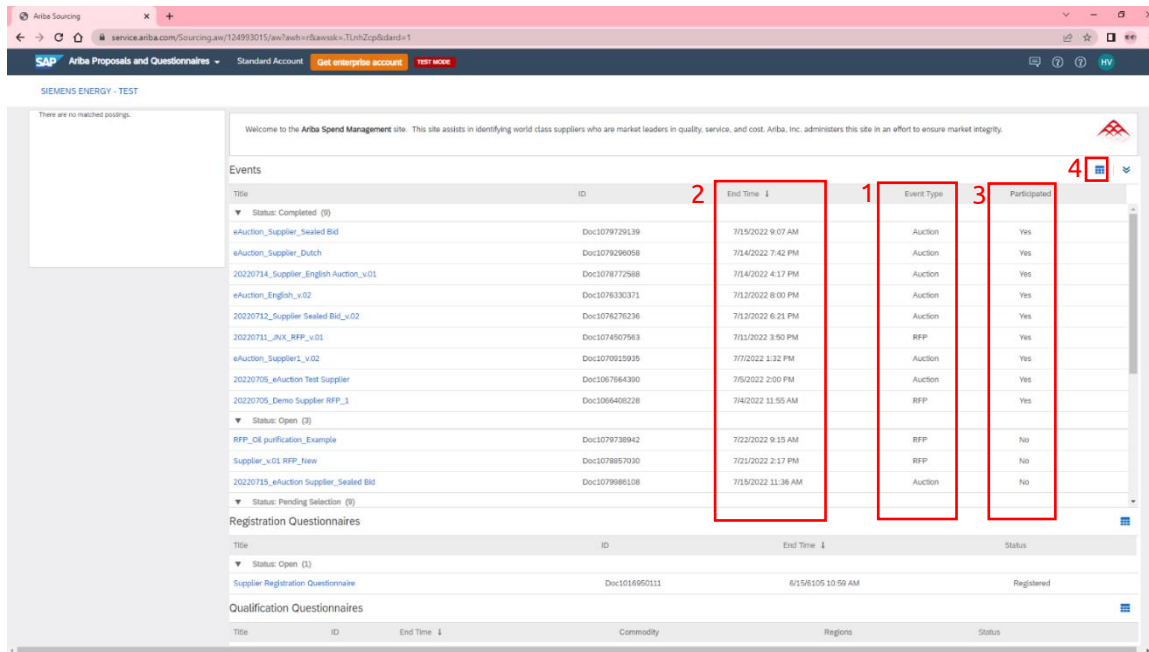 Ariba Sourcing
service.ariba.com/Sourcing.aw/124993015/aw?awh=r&awssk=.TLnhZcp&dard=1
SAP Ariba Proposals and Questionnaires Standard Account Get enterprise account TEST MODE HV
SIEMENS ENERGY - TEST
There are no matched postings.
Welcome to the Ariba Spend Management site. This site assists in identifying world class suppliers who are market leaders in quality, service, and cost. Ariba, Inc. administers this site in an effort to ensure market integrity.
Events 4
2 1 3
Title ID End Time ↓ Event Type Participated
▼ Status: Completed (9)
eAuction_Supplier_Sealed Bid Doc1079729139 7/15/2022 9:07 AM Auction Yes
eAuction_Supplier_Dutch Doc1079296058 7/14/2022 7:42 PM Auction Yes
20220714_Supplier_English Auction_v.01 Doc1078772588 7/14/2022 4:17 PM Auction Yes
eAuction_English_v.02 Doc1076330371 7/12/2022 8:00 PM Auction Yes
20220712_Supplier Sealed Bid_v.02 Doc1076276236 7/12/2022 6:21 PM Auction Yes
20220711_JNX_RFP_v.01 Doc1074507563 7/11/2022 3:50 PM RFP Yes
eAuction_Supplier1_v.02 Doc1070915935 7/7/2022 1:32 PM Auction Yes
20220705_eAuction Test Supplier Doc1067664390 7/5/2022 2:00 PM Auction Yes
20220705_Demo Supplier RFP_1 Doc1066408228 7/4/2022 11:55 AM RFP Yes
▼ Status: Open (3)
RFP_Oil purification_Example Doc1079738942 7/22/2022 9:15 AM RFP No
Supplier_v.01 RFP_New Doc1078857030 7/21/2022 2:17 PM RFP No
20220715_eAuction Supplier_Sealed Bid Doc1079986108 7/15/2022 11:36 AM Auction No
▼ Status: Pending Selection (9)
Registration Questionnaires
Title ID End Time ↓ Status
▼ Status: Open (1)
Supplier Registration Questionnaire Doc1016950111 6/15/6105 10:59 AM Registered
Qualification Questionnaires
Title ID End Time ↓ Commodity Regions Status